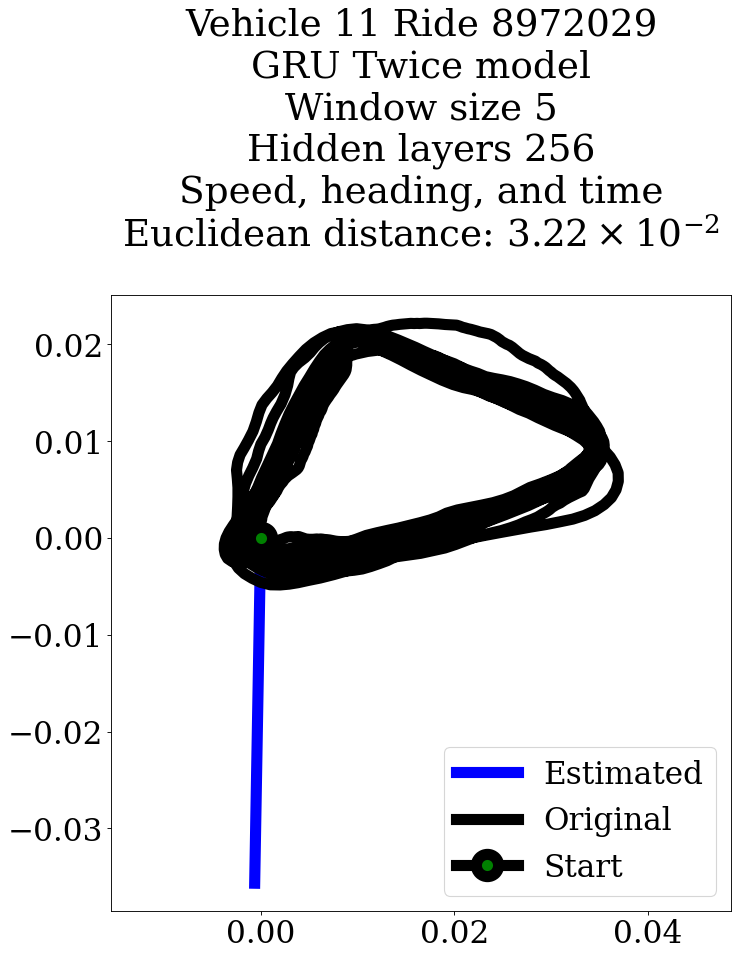 Vehicle 11 Ride 8972029
GRU Twice model
Window size 5
Hidden layers 256
Speed, heading, and time
Euclidean distance: 3.22 × 10⁻²
0.02
0.01
0.00
−0.01
−0.02
−0.03
Estimated
Original
Start
0.00 0.02 0.04